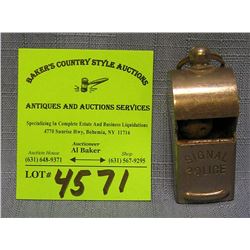 BAKER'S COUNTRY STYLE AUCTIONS
ANTIQUES AND AUCTIONS SERVICES
Specializing In Complete Estate And Business Liquidations
4770 Sunrise Hwy, Bohemia, NY 11716
Auctioneer
Al Baker
Auction House
Shop
(631) 648-9371
(631) 567-9295
LOT# 4571
SIGNAL
POLICE